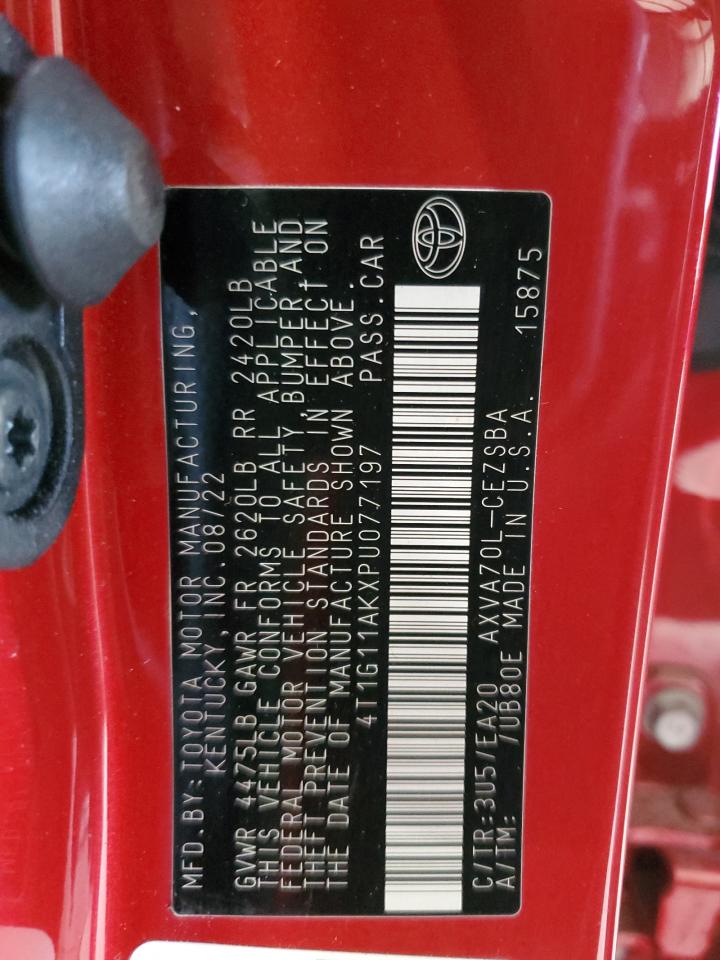 MFD.BY: TOYOTA MOTOR MANUFACTURING,
KENTUCKY, INC. 08/22
GVWR 4475LB GAWR FR 2620LB RR 2420LB
THIS VEHICLE CONFORMS TO ALL APPLICABLE
FEDERAL MOTOR VEHICLE SAFETY, BUMPER AND
THEFT PREVENTION STANDARDS IN EFFECT ON
THE DATE OF MANUFACTURE SHOWN ABOVE.
4T1G11AKXPU077197 PASS.CAR
C/TR:3U5/EA20 AXVA70L-CEZSBA
A/TM: /UB80E MADE IN U.S.A. 15875